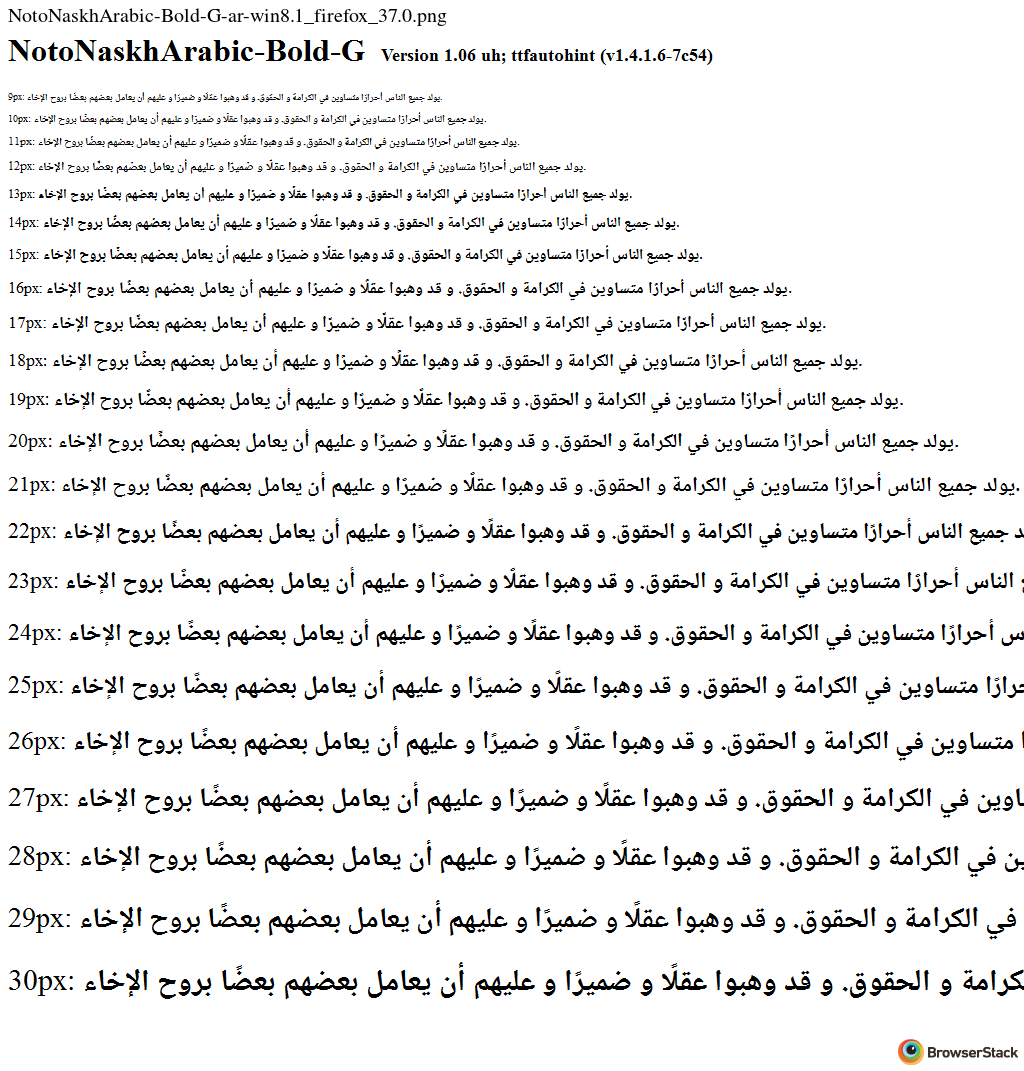 NotoNaskhArabic-Bold-G-ar-win8.1_firefox_37.0.png
NotoNaskhArabic-Bold-G Version 1.06 uh; ttfautohint (v1.4.1.6-7c54)
9px: يولد جميع الناس أحرارًا متساوين في الكرامة و الحقوق. و قد وهبوا عقلًا و ضميرًا و عليهم أن يعامل بعضهم بعضًا بروح الإخاء.
10px: يولد جميع الناس أحرارًا متساوين في الكرامة و الحقوق. و قد وهبوا عقلًا و ضميرًا و عليهم أن يعامل بعضهم بعضًا بروح الإخاء.
11px: يولد جميع الناس أحرارًا متساوين في الكرامة و الحقوق. و قد وهبوا عقلًا و ضميرًا و عليهم أن يعامل بعضهم بعضًا بروح الإخاء.
12px: يولد جميع الناس أحرارًا متساوين في الكرامة و الحقوق. و قد وهبوا عقلًا و ضميرًا و عليهم أن يعامل بعضهم بعضًا بروح الإخاء.
13px: يولد جميع الناس أحرارًا متساوين في الكرامة و الحقوق. و قد وهبوا عقلًا و ضميرًا و عليهم أن يعامل بعضهم بعضًا بروح الإخاء.
14px: يولد جميع الناس أحرارًا متساوين في الكرامة و الحقوق. و قد وهبوا عقلًا و ضميرًا و عليهم أن يعامل بعضهم بعضًا بروح الإخاء.
15px: يولد جميع الناس أحرارًا متساوين في الكرامة و الحقوق. و قد وهبوا عقلًا و ضميرًا و عليهم أن يعامل بعضهم بعضًا بروح الإخاء.
16px: يولد جميع الناس أحرارًا متساوين في الكرامة و الحقوق. و قد وهبوا عقلًا و ضميرًا و عليهم أن يعامل بعضهم بعضًا بروح الإخاء.
17px: يولد جميع الناس أحرارًا متساوين في الكرامة و الحقوق. و قد وهبوا عقلًا و ضميرًا و عليهم أن يعامل بعضهم بعضًا بروح الإخاء.
18px: يولد جميع الناس أحرارًا متساوين في الكرامة و الحقوق. و قد وهبوا عقلًا و ضميرًا و عليهم أن يعامل بعضهم بعضًا بروح الإخاء.
19px: يولد جميع الناس أحرارًا متساوين في الكرامة و الحقوق. و قد وهبوا عقلًا و ضميرًا و عليهم أن يعامل بعضهم بعضًا بروح الإخاء.
20px: يولد جميع الناس أحرارًا متساوين في الكرامة و الحقوق. و قد وهبوا عقلًا و ضميرًا و عليهم أن يعامل بعضهم بعضًا بروح الإخاء.
21px: يولد جميع الناس أحرارًا متساوين في الكرامة و الحقوق. و قد وهبوا عقلًا و ضميرًا و عليهم أن يعامل بعضهم بعضًا بروح الإخاء.
22px: جميع الناس أحرارًا متساوين في الكرامة و الحقوق. و قد وهبوا عقلًا و ضميرًا و عليهم أن يعامل بعضهم بعضًا بروح الإخاء
23px: الناس أحرارًا متساوين في الكرامة و الحقوق. و قد وهبوا عقلًا و ضميرًا و عليهم أن يعامل بعضهم بعضًا بروح الإخاء
24px: أحرارًا متساوين في الكرامة و الحقوق. و قد وهبوا عقلًا و ضميرًا و عليهم أن يعامل بعضهم بعضًا بروح الإخاء
25px: متساوين في الكرامة و الحقوق. و قد وهبوا عقلًا و ضميرًا و عليهم أن يعامل بعضهم بعضًا بروح الإخاء
26px: متساوين في الكرامة و الحقوق. و قد وهبوا عقلًا و ضميرًا و عليهم أن يعامل بعضهم بعضًا بروح الإخاء
27px: في الكرامة و الحقوق. و قد وهبوا عقلًا و ضميرًا و عليهم أن يعامل بعضهم بعضًا بروح الإخاء
28px: في الكرامة و الحقوق. و قد وهبوا عقلًا و ضميرًا و عليهم أن يعامل بعضهم بعضًا بروح الإخاء
29px: في الكرامة و الحقوق. و قد وهبوا عقلًا و ضميرًا و عليهم أن يعامل بعضهم بعضًا بروح الإخاء
30px: و الحقوق. و قد وهبوا عقلًا و ضميرًا و عليهم أن يعامل بعضهم بعضًا بروح الإخاء
BrowserStack